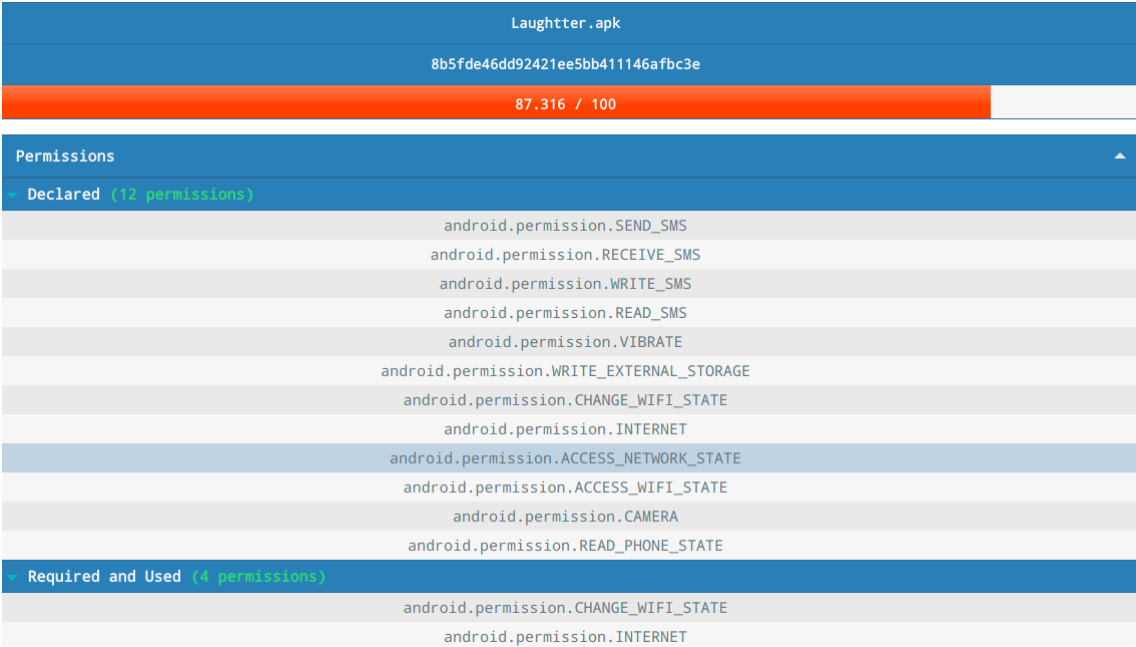 Laughtter.apk
8b5fde46dd92421ee5bb411146afbc3e
87.316 / 100
Permissions
Declared (12 permissions)
android.permission.SEND_SMS
android.permission.RECEIVE_SMS
android.permission.WRITE_SMS
android.permission.READ_SMS
android.permission.VIBRATE
android.permission.WRITE_EXTERNAL_STORAGE
android.permission.CHANGE_WIFI_STATE
android.permission.INTERNET
android.permission.ACCESS_NETWORK_STATE
android.permission.ACCESS_WIFI_STATE
android.permission.CAMERA
android.permission.READ_PHONE_STATE
Required and Used (4 permissions)
android.permission.CHANGE_WIFI_STATE
android.permission.INTERNET